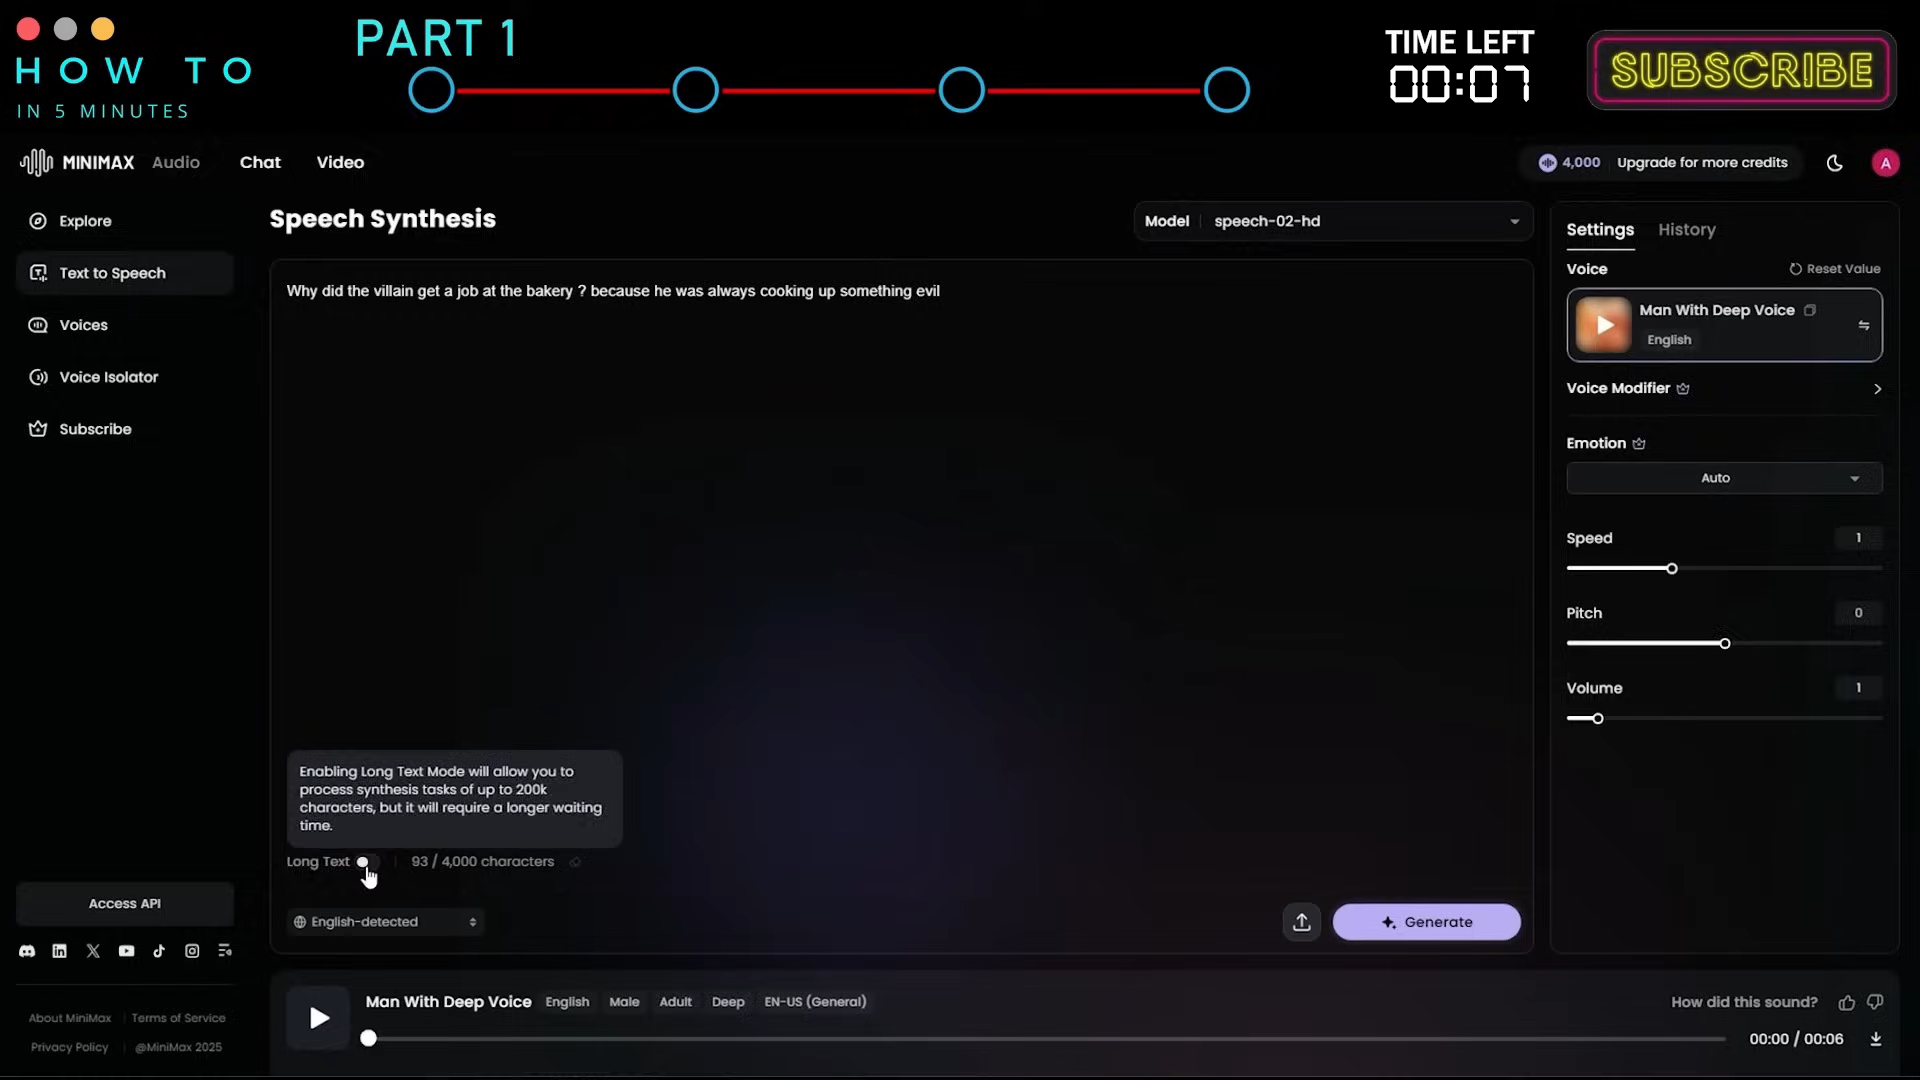 HOW TO
IN 5 MINUTES
PART 1
TIME LEFT
00:07
SUBSCRIBE
MINIMAX Audio
Chat
Video
4,000
Upgrade for more credits
A
Explore
Text to Speech
Voices
Voice Isolator
Subscribe
Access API
About MiniMax
Terms of Service
Privacy Policy
@MiniMax 2025
Speech Synthesis
Model speech-02-hd
Why did the villain get a job at the bakery ? because he was always cooking up something evil
Enabling Long Text Mode will allow you to
process synthesis tasks of up to 200k
characters, but it will require a longer waiting
time.
Long Text
93 / 4,000 characters
English-detected
Generate
Settings
History
Voice
Reset Value
Man With Deep Voice
English
Voice Modifier
Emotion
Auto
Speed
1
Pitch
0
Volume
1
Man With Deep Voice
English
Male
Adult
Deep
EN-US (General)
How did this sound?
00:00 / 00:06